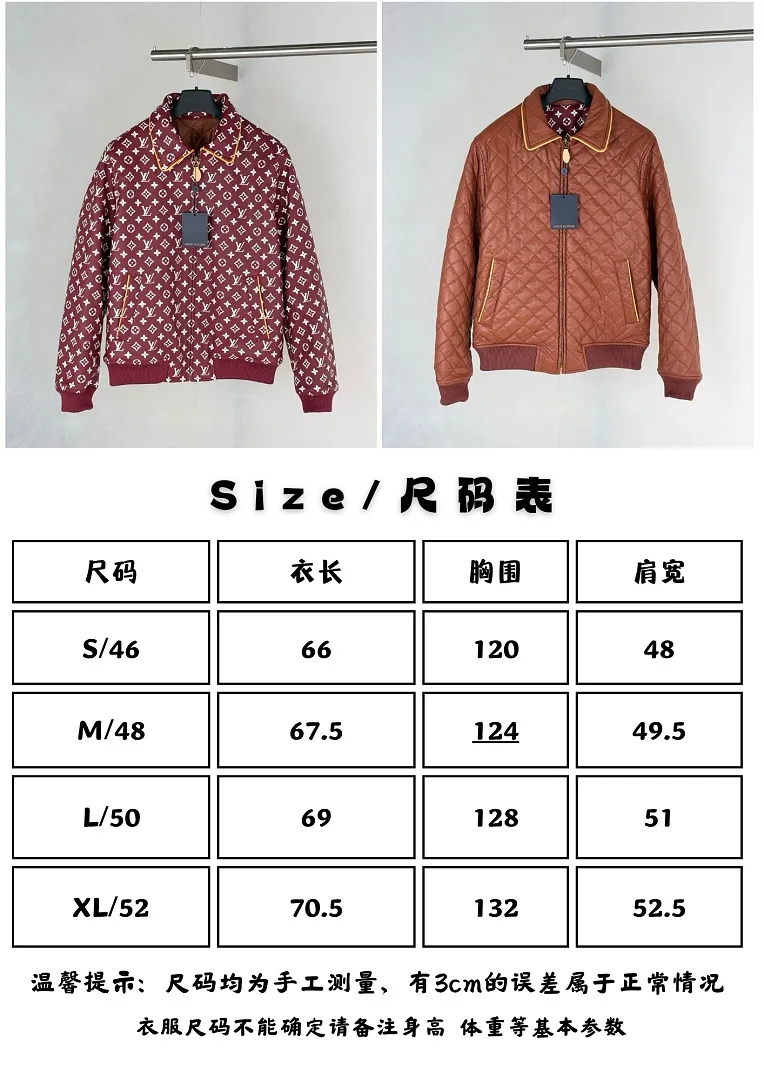 Size/尺码表
尺码 衣长 胸围 肩宽
S/46 66 120 48
M/48 67.5 124 49.5
L/50 69 128 51
XL/52 70.5 132 52.5
温馨提示：尺码均为手工测量，有3cm的误差属于正常情况
衣服尺码不能确定请备注身高 体重等基本参数